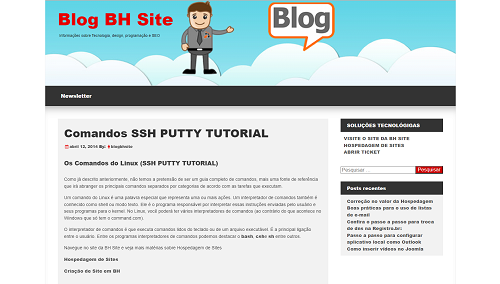 Blog BH Site
Informações sobre Tecnologia, design, programação e SEO
Blog
Newsletter
Comandos SSH PUTTY TUTORIAL
abril 12, 2014 By: blogbhsite
Os Comandos do Linux (SSH PUTTY TUTORIAL)
Como já descrito anteriormente, não temos a pretensão de ser um guia completo de comandos, mais uma fonte de referência
que irá abranger os principais comandos separados por categorias de acordo com as tarefas que executam.
Um comando do Linux é uma palavra especial que representa uma ou mais ações. Um interpretador de comandos também é
conhecido como shell ou modo texto. Ele é o programa responsável por interpretar essas instruções enviadas pelo usuário e
seus programas para o kernel. No Linux, você poderá ter vários interpretadores de comandos (ao contrário do que acontece no
Windows que só tem o command.com).
O interpretador de comandos é que executa comandos lidos do teclado ou de um arquivo executável. É a principal ligação
entre o usuário. Entre os programas interpretadores de comandos podemos destacar o bash, csh e sh entre outros.
Navegue no site da BH Site e veja mais matérias sobre Hospedagem de Sites
Hospedagem de Sites
Criação de Site em BH
SOLUÇÕES TECNOLÓGIGAS
VISITE O SITE DA BH SITE
HOSPEDAGEM DE SITES
ABRIR TICKET
Pesquisar ...
Pesquisar
Posts recentes
Correção no valor da Hospedagem
Boas práticas para o uso de listas
de e-mail
Confira o passo a passo para troca
de dns no Registro.br:
Passo a passo para configurar
aplicativo local como Outlook
Como inserir vídeos no Joomla